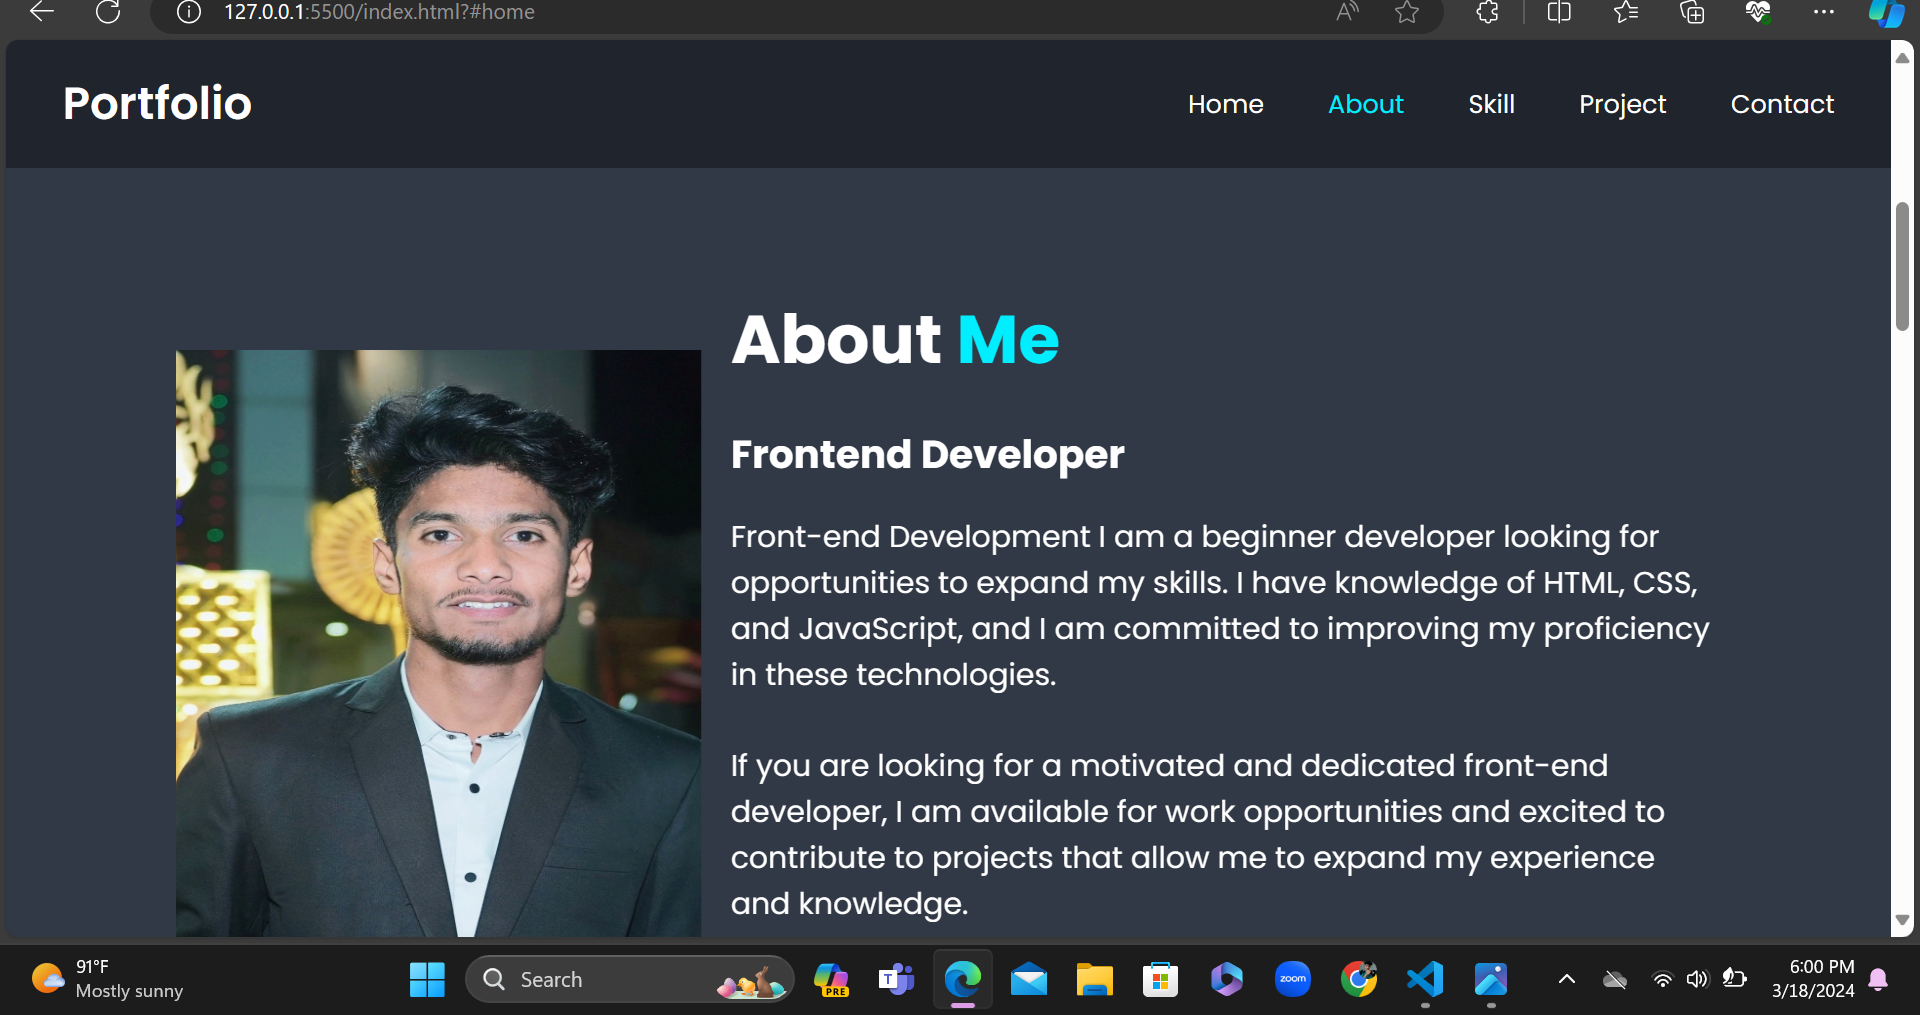 127.0.0.1:5500/index.html?#home
Portfolio
Home About Skill Project Contact
About Me
Frontend Developer
Front-end Development I am a beginner developer looking for
opportunities to expand my skills. I have knowledge of HTML, CSS,
and JavaScript, and I am committed to improving my proficiency
in these technologies.
If you are looking for a motivated and dedicated front-end
developer, I am available for work opportunities and excited to
contribute to projects that allow me to expand my experience
and knowledge.
91°F
Mostly sunny
Search
PRE
T
zoom
6:00 PM
3/18/2024